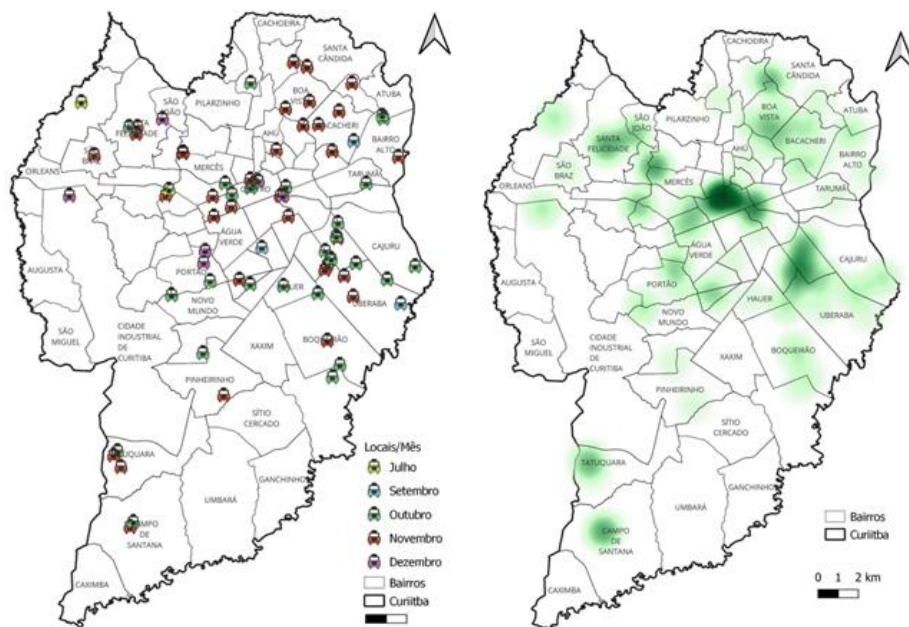 CACHOEIRA
SANTA
CÂNDIDA
ATUBA
BOA
VISTA
SÃO
JOÃO
PILARZINHO
BACACHERI
BAIRRO
ALTO
AHÚ
FELICIDADE
ORLEANS
MERCÊS
TARUMÃ
ÁGUA
VERDE
CAJURU
AUGUSTA
PORTÃO
NOVO
MUNDO
UBERABA
SÃO
MIGUEL
CIDADE
INDUSTRIAL
DE
CURITIBA
XAXIM
PINHEIRINHO
SÍTIO
CERCADO
GANCHINHO
UMBARÁ
CAMPO
DE
SANTANA
CAXIMBA
Locais/Mês
Julho
Setembro
Outubro
Novembro
Dezembro
Bairros
Curiitba
CACHOEIRA
SANTA
CÂNDIDA
ATUBA
BOA
VISTA
SÃO
JOÃO
PILARZINHO
BACACHERI
BAIRRO
ALTO
SANTA
FELICIDADE
AHÚ
SÃO
BRAZ
ORLEANS
MERCÊS
TARUMÃ
ÁGUA
VERDE
CAJURU
AUGUSTA
PORTÃO
HAUER
NOVO
MUNDO
UBERABA
SÃO
MIGUEL
CIDADE
INDUSTRIAL
DE
CURITIBA
XAXIM
BOQUEIRÃO
PINHEIRINHO
SÍTIO
CERCADO
TATUQUARA
GANCHINHO
UMBARÁ
CAMPO
DE
SANTANA
CAXIMBA
Bairros
Curiitba
0 1 2 km